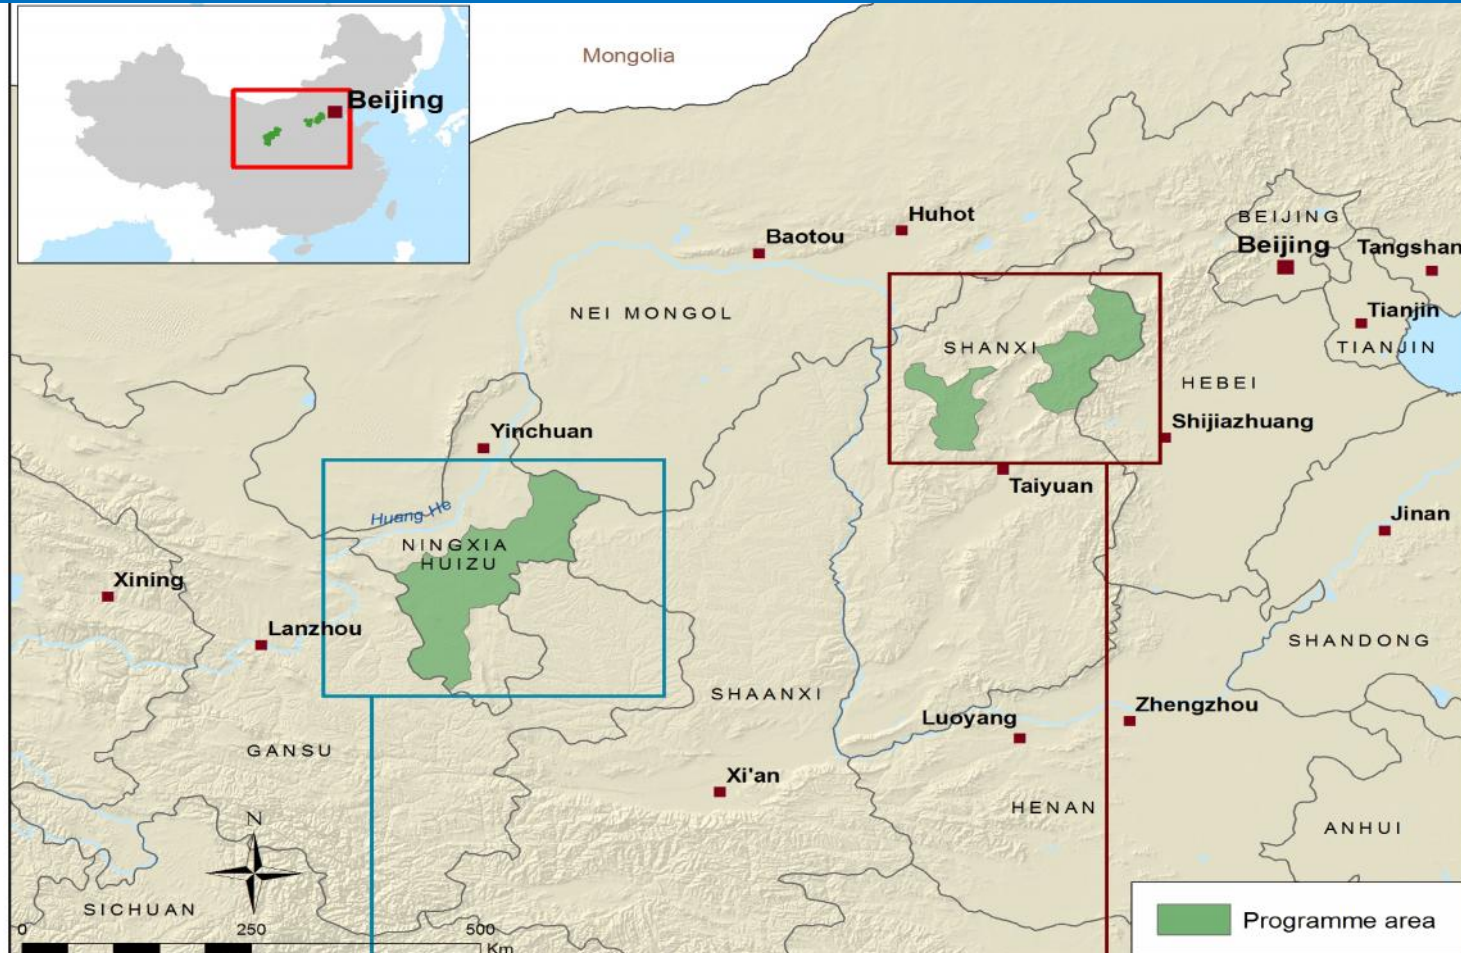 Mongolia
Beijing
Huhot
Baotou
BEIJING
Beijing
Tangshan
NEI MONGOL
Tianjin
TIANJIN
SHANXI
HEBEI
Yinchuan
Shijiazhuang
Taiyuan
Huang He
Jinan
NINGXIA
HUIZU
Xining
Lanzhou
SHANDONG
SHAANXI
Luoyang
Zhengzhou
GANSU
Xi'an
HENAN
N
ANHUI
SICHUAN
0 250 500
Km
Programme area